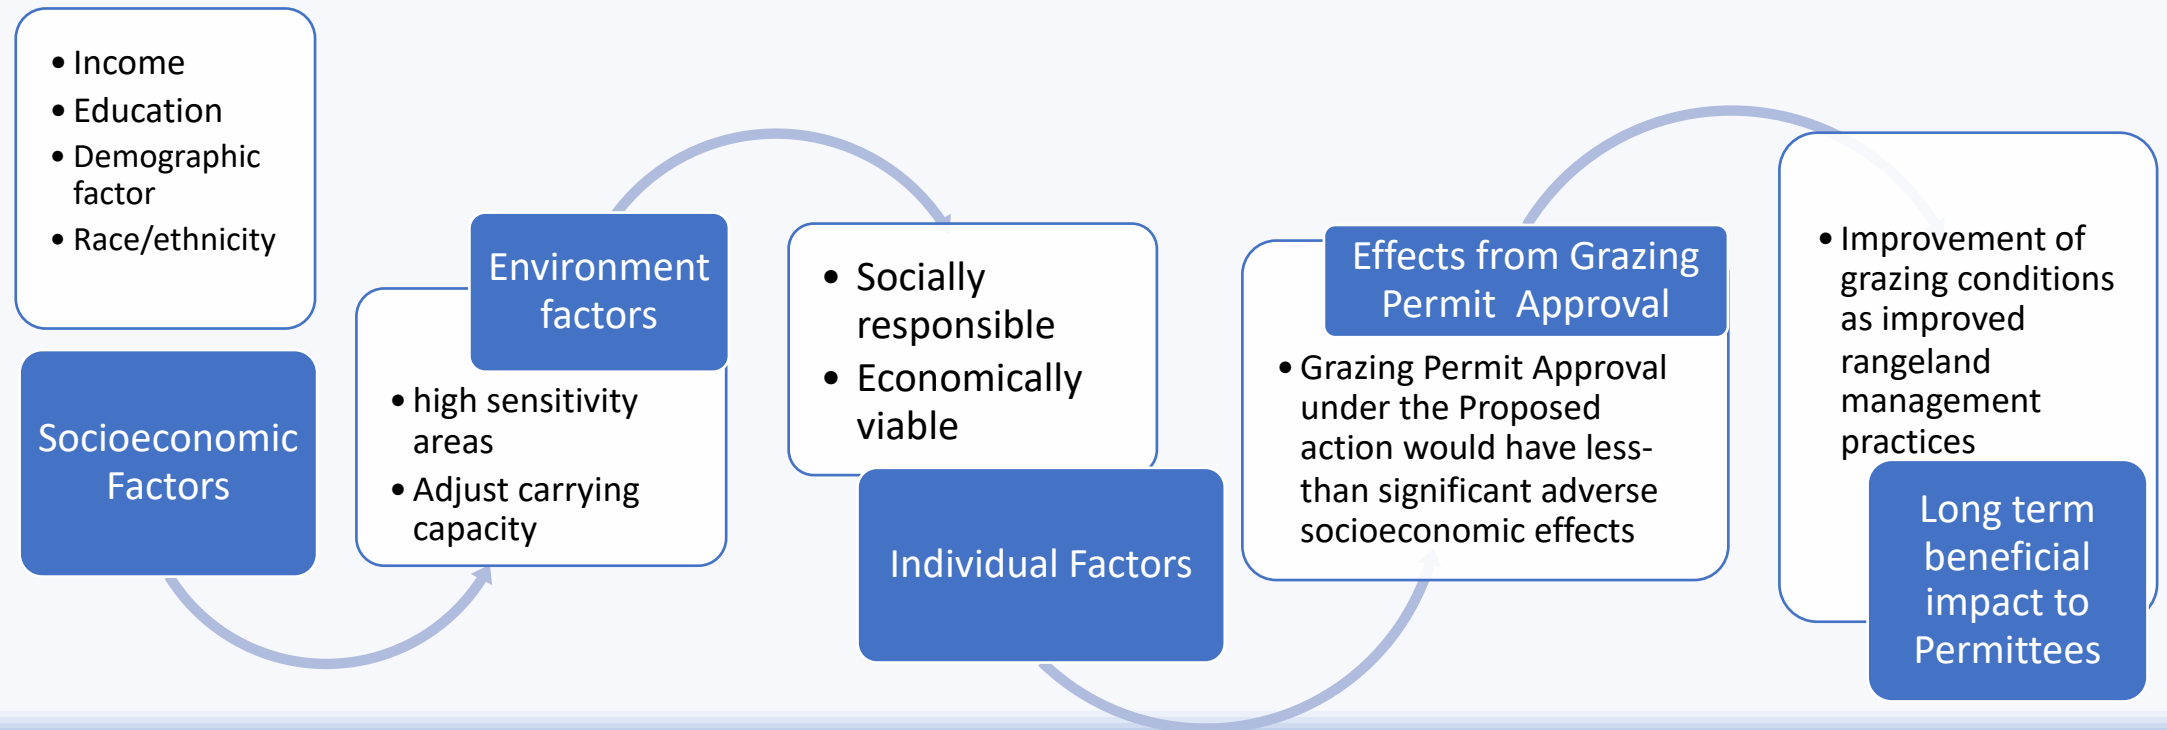 • Income
• Education
• Demographic
factor
• Race/ethnicity
Socioeconomic
Factors
Environment
factors
• high sensitivity
areas
• Adjust carrying
capacity
• Socially
responsible
• Economically
viable
Individual Factors
Effects from Grazing
Permit Approval
• Grazing Permit Approval
under the Proposed
action would have less-
than significant adverse
socioeconomic effects
• Improvement of
grazing conditions
as improved
rangeland
management
practices
Long term
beneficial
impact to
Permittees